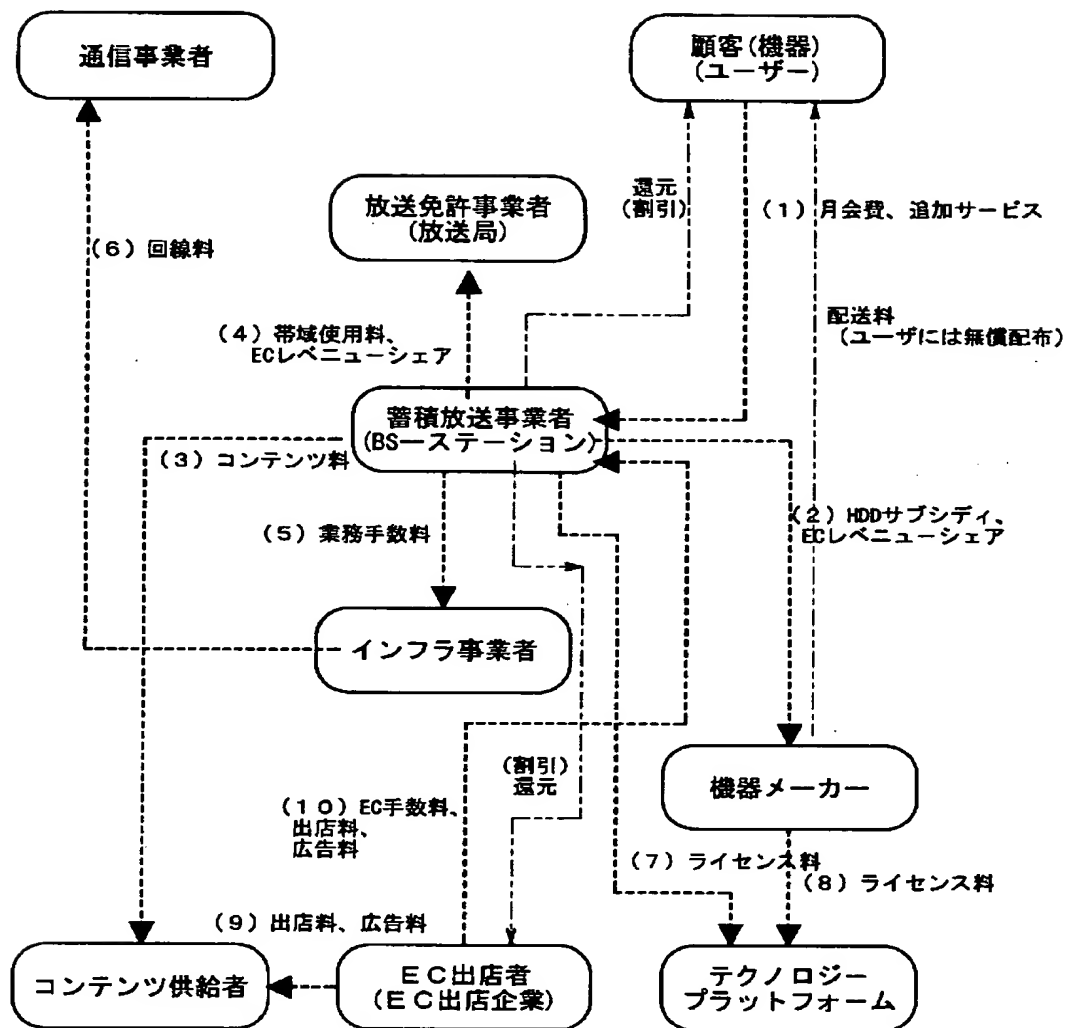 通信事業者
顧客(機器)
(ユーザー)
放送免許事業者
(放送局)
還元
(割引)
(1)月会費、追加サービス
(6)回線料
(4)帯域使用料、
ECレベニューシェア
配送料
(ユーザには無償配布)
蓄積放送事業者
(BS-ステーション)
(3)コンテンツ料
(5)業務手数料
(2)HDDサブシディ、
ECレベニューシェア
インフラ事業者
(割引)
還元
機器メーカー
(10)EC手数料、
出店料、
広告料
(7)ライセンス料
(8)ライセンス料
(9)出店料、広告料
コンテンツ供給者
EC出店者
(EC出店企業)
テクノロジー
プラットフォーム